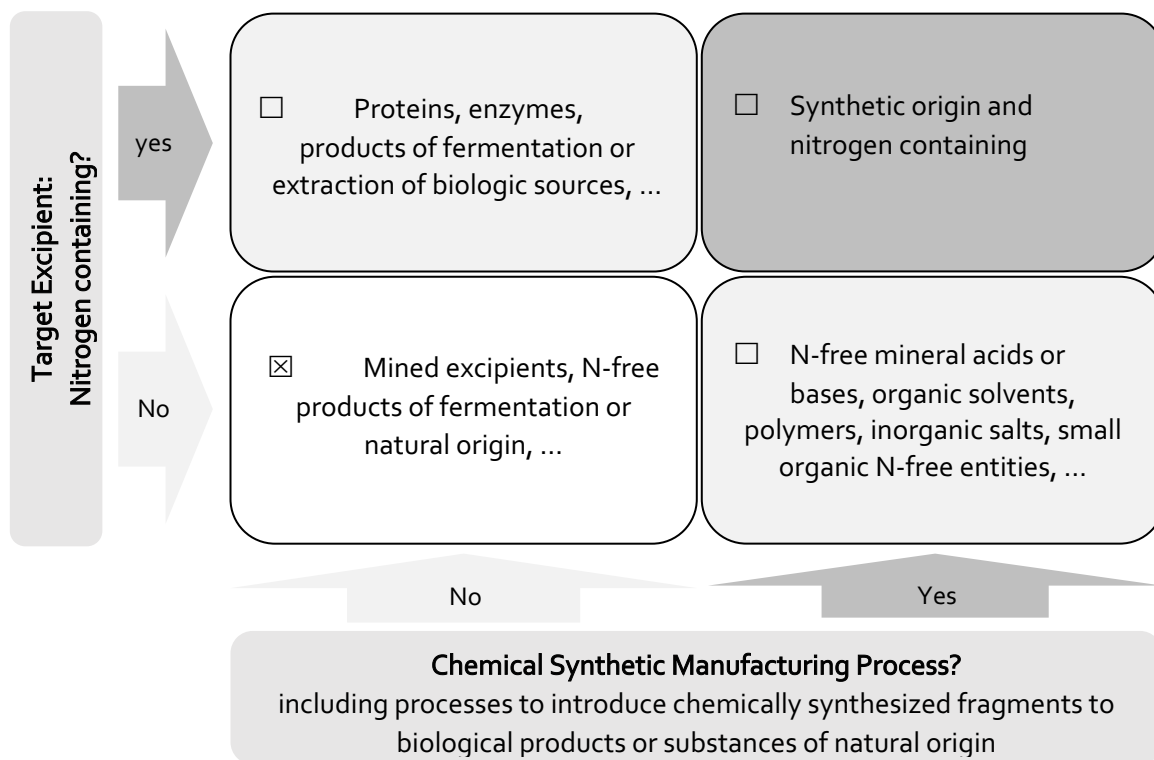 Target Excipient:
Nitrogen containing?
yes
☐ Proteins, enzymes,
products of fermentation or
extraction of biologic sources, ...
☐ Synthetic origin and
nitrogen containing
No
☒ Mined excipients, N-free
products of fermentation or
natural origin, ...
☐ N-free mineral acids or
bases, organic solvents,
polymers, inorganic salts, small
organic N-free entities, ...
No
Yes
Chemical Synthetic Manufacturing Process?
including processes to introduce chemically synthesized fragments to
biological products or substances of natural origin